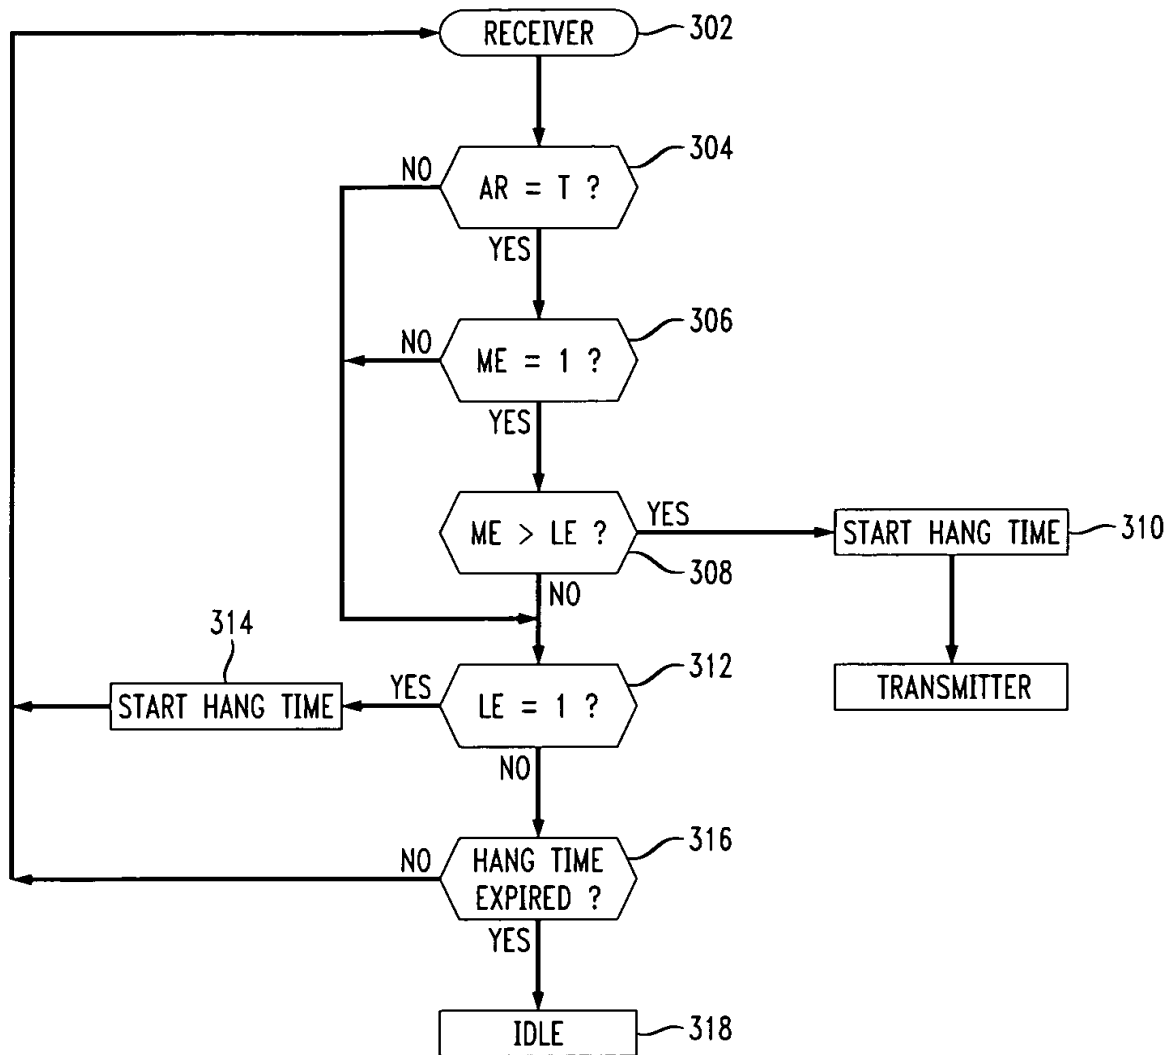 RECEIVER
302
304
NO
AR = T ?
YES
306
NO
ME = 1 ?
YES
ME > LE ?
YES
START HANG TIME
310
308
NO
314
312
START HANG TIME
YES
LE = 1 ?
TRANSMITTER
NO
316
NO
HANG TIME
EXPIRED ?
YES
IDLE
318